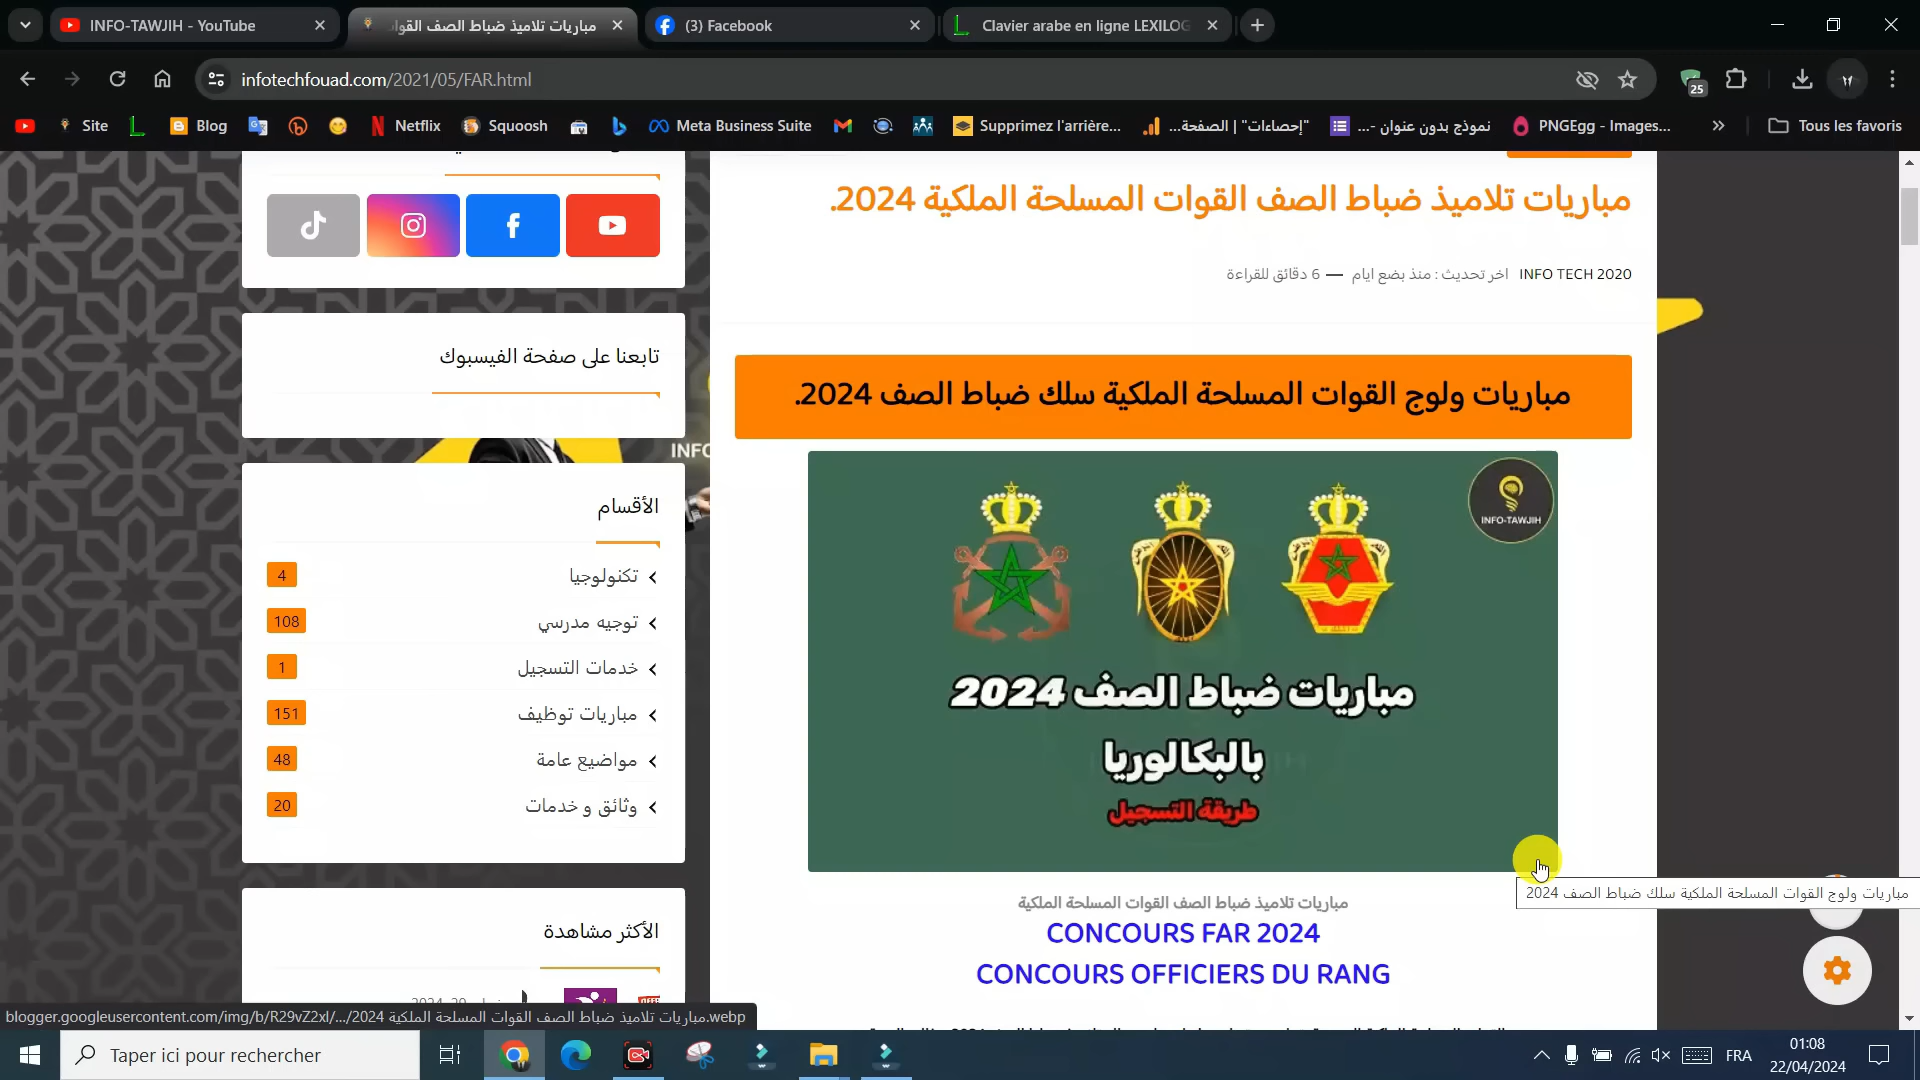 INFO-TAWJIH - YouTube
مباريات تلاميذ ضباط الصف القوات
(3) Facebook
Clavier arabe en ligne LEXILOG
infotechfouad.com/2021/05/FAR.html
25
Site
Blog
Netflix
Squoosh
Meta Business Suite
Supprimez l'arrière...
"إحصاءات" | الصفحة...
نموذج بدون عنوان -...
PNGEgg - Images...
Tous les favoris
مباريات تلاميذ ضباط الصف القوات المسلحة الملكية 2024.
INFO TECH 2020 اخر تحديث : منذ بضع ايام — 6 دقائق للقراءة
تابعنا على صفحة الفيسبوك
مباريات ولوج القوات المسلحة الملكية سلك ضباط الصف 2024.
INFO
INFO-TAWJIH
مباريات ضباط الصف 2024
بالبكالوريا
طريقة التسجيل
الأقسام
تكنولوجيا 4
توجيه مدرسي 108
خدمات التسجيل 1
مباريات توظيف 151
مواضيع عامة 48
وثائق و خدمات 20
الأكثر مشاهدة
مباريات تلاميذ ضباط الصف القوات المسلحة الملكية
مباريات ولوج القوات المسلحة الملكية سلك ضباط الصف 2024
CONCOURS FAR 2024
CONCOURS OFFICIERS DU RANG
blogger.googleusercontent.com/img/b/R29vZ2xl/.../مباريات تلاميذ ضباط الصف القوات المسلحة الملكية 2024.webp
Taper ici pour rechercher
FRA
01:08
22/04/2024